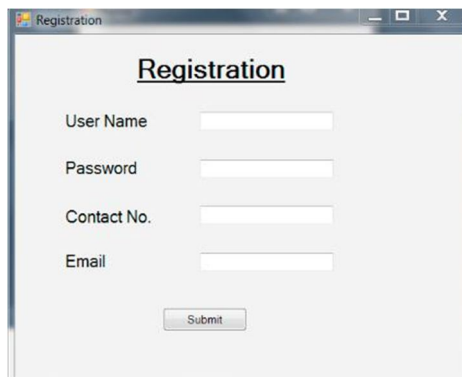 Registration
Registration
User Name
Password
Contact No.
Email
Submit